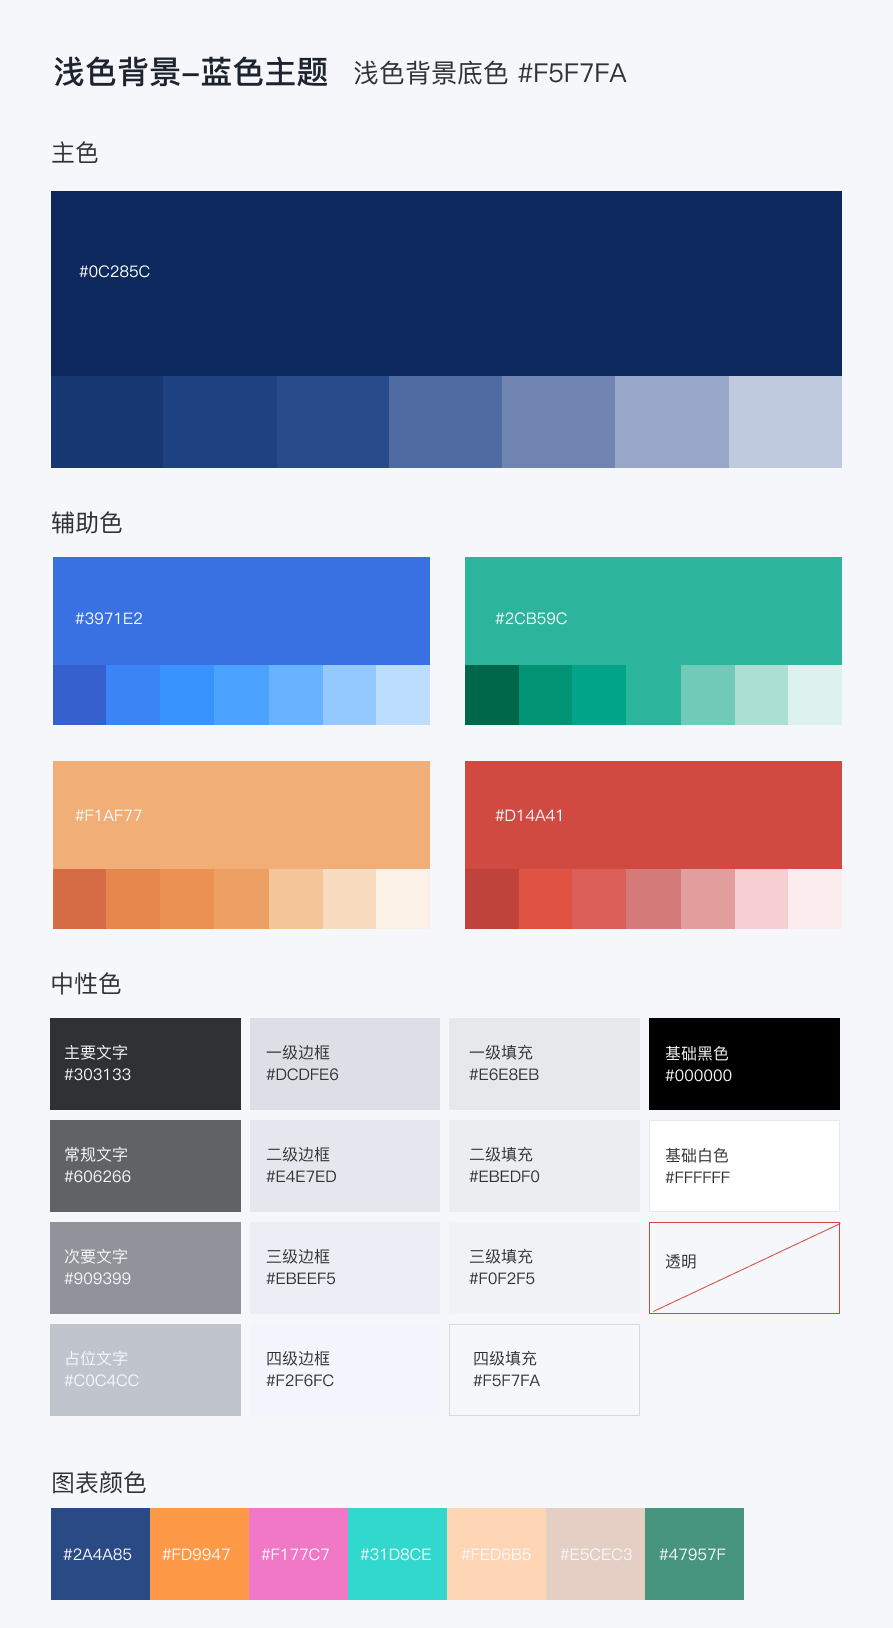 浅色背景-蓝色主题 浅色背景底色 #F5F7FA
主色
#0C285C
辅助色
#3971E2
#2CB59C
#F1AF77
#D14A41
中性色
主要文字
#303133
一级边框
#DCDFE6
一级填充
#E6E8EB
基础黑色
#000000
常规文字
#606266
二级边框
#E4E7ED
二级填充
#EBEDF0
基础白色
#FFFFFF
次要文字
#909399
三级边框
#EBEEF5
三级填充
#F0F2F5
透明
占位文字
#C0C4CC
四级边框
#F2F6FC
四级填充
#F5F7FA
图表颜色
#2A4A85
#FD9947
#F177C7
#31D8CE
#FED6B5
#E5CEC3
#47957F